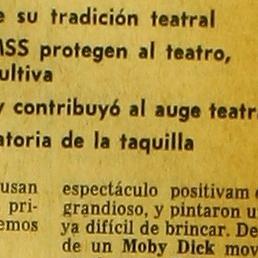 e su tradición teatral
MSS protegen al teatro,
ultiva
y contribuyó al auge teatr
atoria de la taquilla
usan
pri-
emos
espectáculo positivam
grandioso, y pintaron u
ya difícil de brincar. De
de un Moby Dick mov